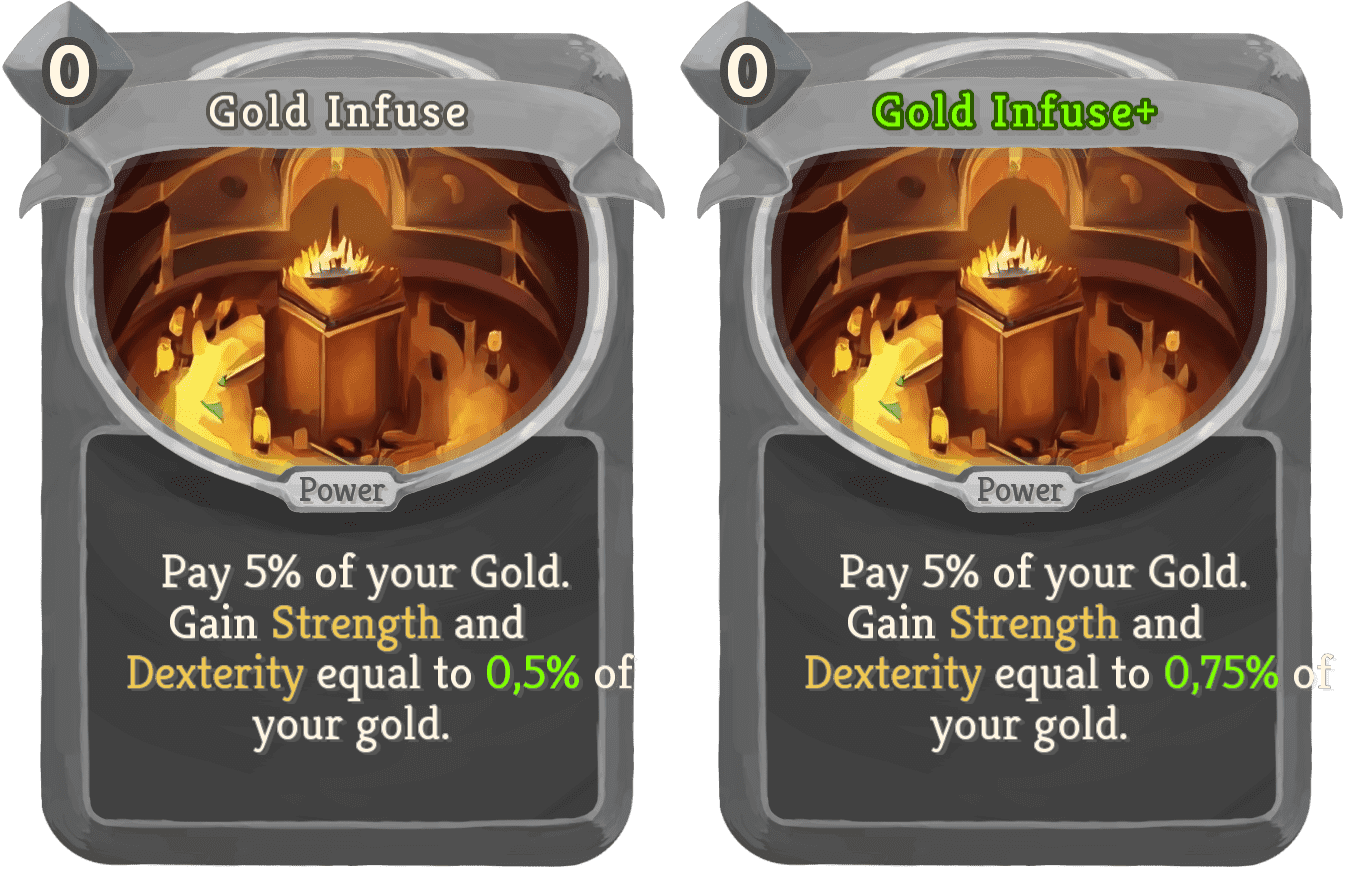 0
Gold Infuse
Power
Pay 5% of your Gold.
Gain Strength and
Dexterity equal to 0,5% of
your gold.
0
Gold Infuse+
Power
Pay 5% of your Gold.
Gain Strength and
Dexterity equal to 0,75% of
your gold.